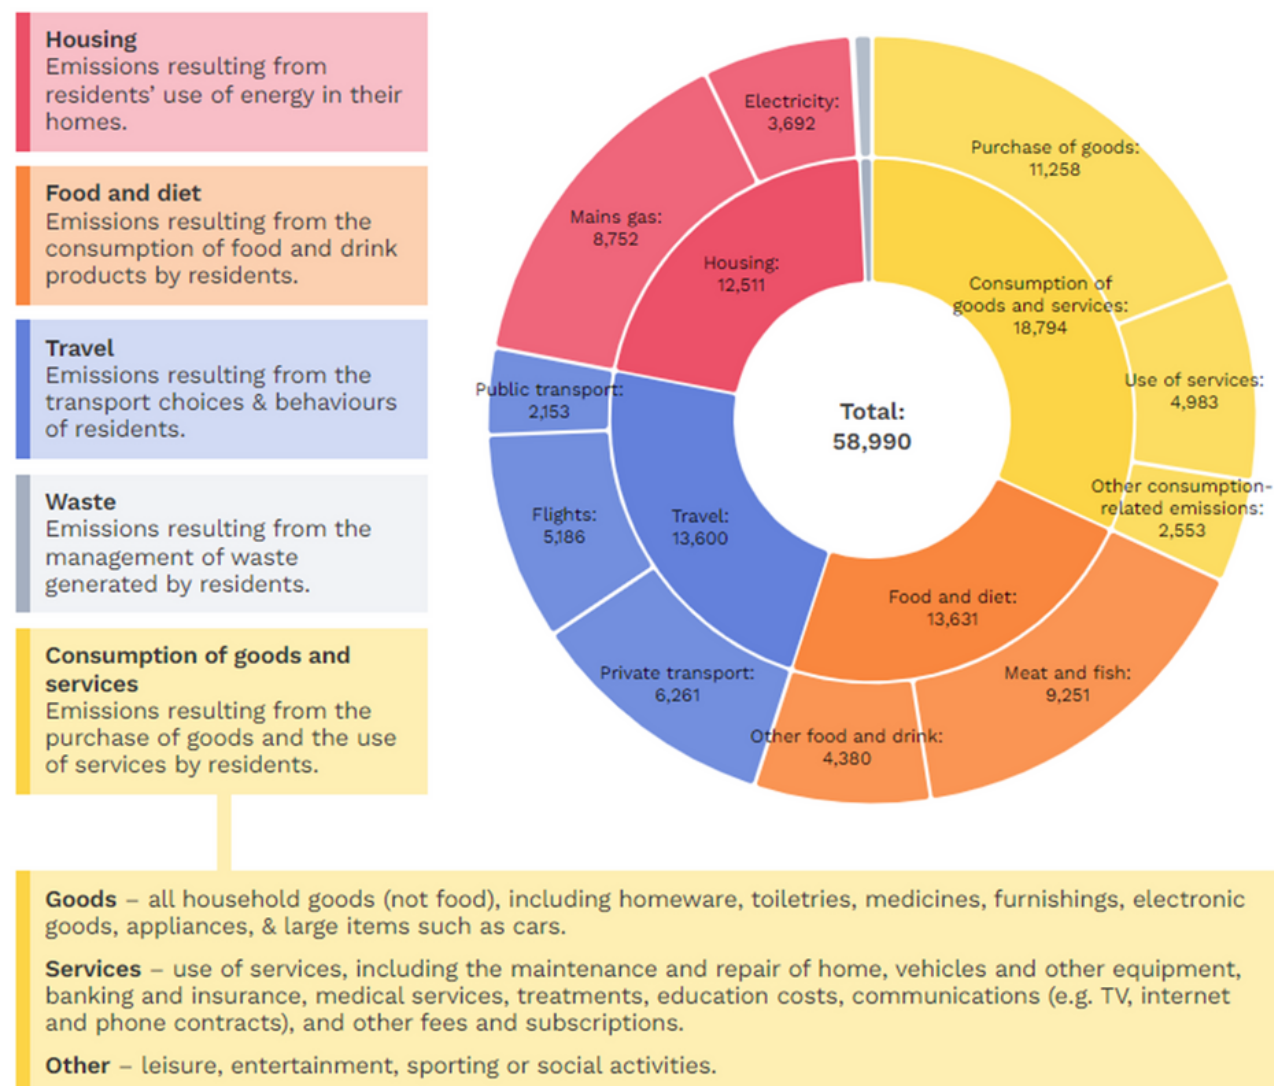 Housing
Emissions resulting from
residents’ use of energy in their
homes.
Food and diet
Emissions resulting from the
consumption of food and drink
products by residents.
Travel
Emissions resulting from the
transport choices & behaviours
of residents.
Waste
Emissions resulting from the
management of waste
generated by residents.
Consumption of goods and
services
Emissions resulting from the
purchase of goods and the use
of services by residents.
Electricity:
3,692
Purchase of goods:
11,258
Mains gas:
8,752
Housing:
12,511
Consumption of
goods and services:
18,794
Public transport:
2,153
Use of services:
4,983
Total:
58,990
Other consumption-
related emissions:
2,553
Flights:
5,186
Travel:
13,600
Food and diet:
13,631
Private transport:
6,261
Meat and fish:
9,251
Other food and drink:
4,380
Goods – all household goods (not food), including homeware, toiletries, medicines, furnishings, electronic
goods, appliances, & large items such as cars.
Services – use of services, including the maintenance and repair of home, vehicles and other equipment,
banking and insurance, medical services, treatments, education costs, communications (e.g. TV, internet
and phone contracts), and other fees and subscriptions.
Other – leisure, entertainment, sporting or social activities.